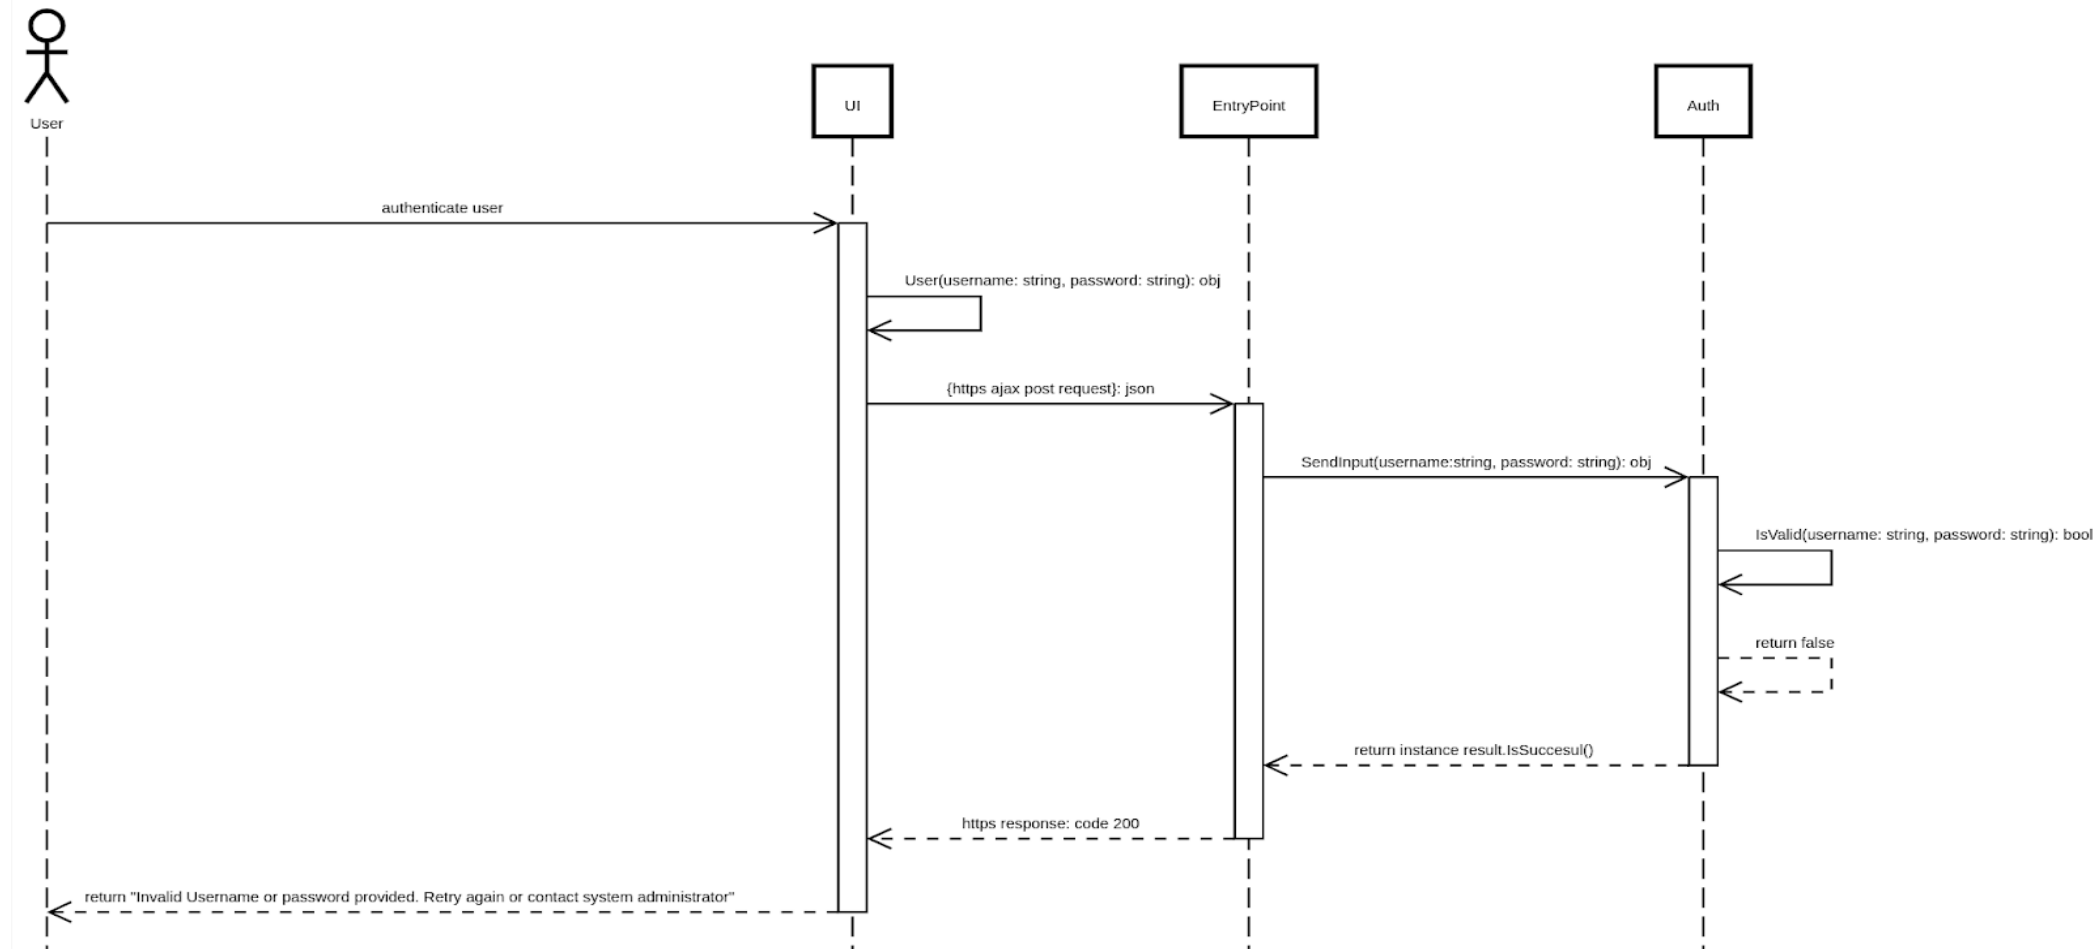 User
UI
EntryPoint
Auth
authenticate user
User(username: string, password: string): obj
{https ajax post request}: json
SendInput(username:string, password: string): obj
IsValid(username: string, password: string): bool
return false
return instance result.IsSuccesul()
https response: code 200
return "Invalid Username or password provided. Retry again or contact system administrator"